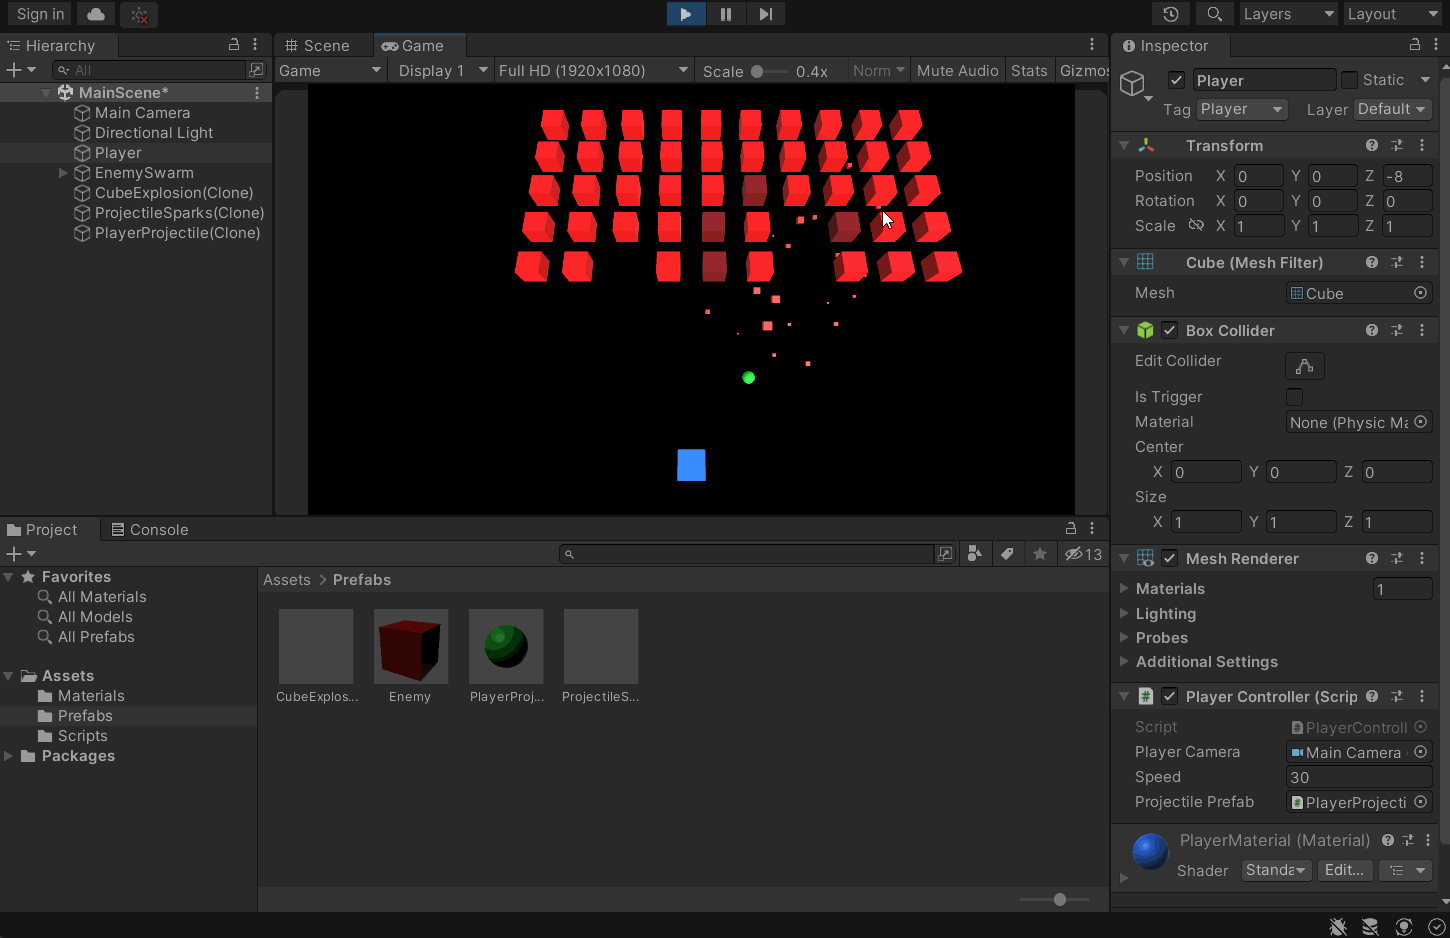 Sign in
Layers
Layout
Hierarchy
All
MainScene*
Main Camera
Directional Light
Player
EnemySwarm
CubeExplosion(Clone)
ProjectileSparks(Clone)
PlayerProjectile(Clone)
Scene
Game
Game
Display 1
Full HD (1920x1080)
Scale
0.4x
Norm
Mute Audio
Stats
Gizmos
Inspector
Player
Static
Tag
Player
Layer
Default
Transform
Position X 0 Y 0 Z -8
Rotation X 0 Y 0 Z 0
Scale X 1 Y 1 Z 1
Cube (Mesh Filter)
Mesh
Cube
Box Collider
Edit Collider
Is Trigger
Material
None (Physic Ma
Center
X 0 Y 0 Z 0
Size
X 1 Y 1 Z 1
Mesh Renderer
Materials
1
Lighting
Probes
Additional Settings
Player Controller (Scrip
Script
PlayerControll
Player Camera
Main Camera
Speed
30
Projectile Prefab
PlayerProjecti
PlayerMaterial (Material)
Shader
Standa
Edit...
Project
Console
13
Favorites
All Materials
All Models
All Prefabs
Assets
Materials
Prefabs
Scripts
Packages
Assets > Prefabs
CubeExplos...
Enemy
PlayerProj...
ProjectileS...